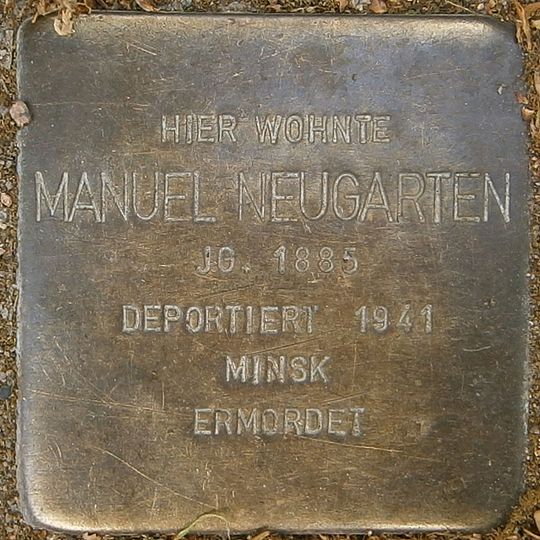 HIER WOHNTE
MANUEL NEUGARTEN
JG. 1885
DEPORTIERT 1941
MINSK
ERMORDET